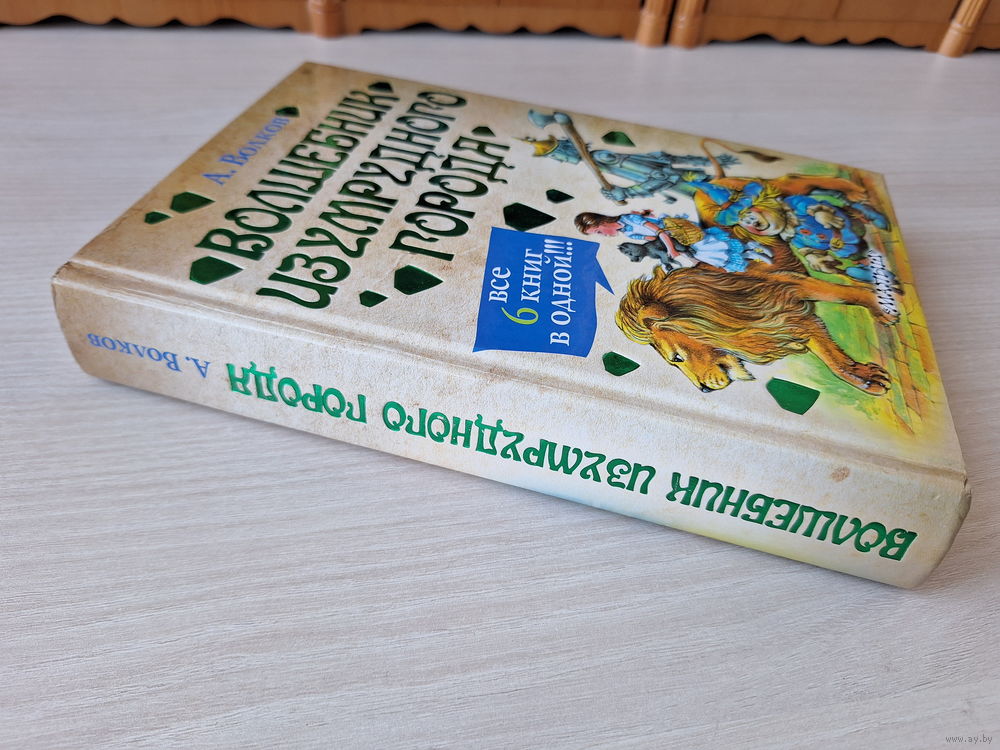 А. Волков
ВОЛШЕБНИК
ИЗУМРУДНОГО
ГОРОДА
все
6 книг
в одной!!!
А. Волков
ВОЛШЕБНИК ИЗУМРУДНОГО ГОРОДА
www.ay.by